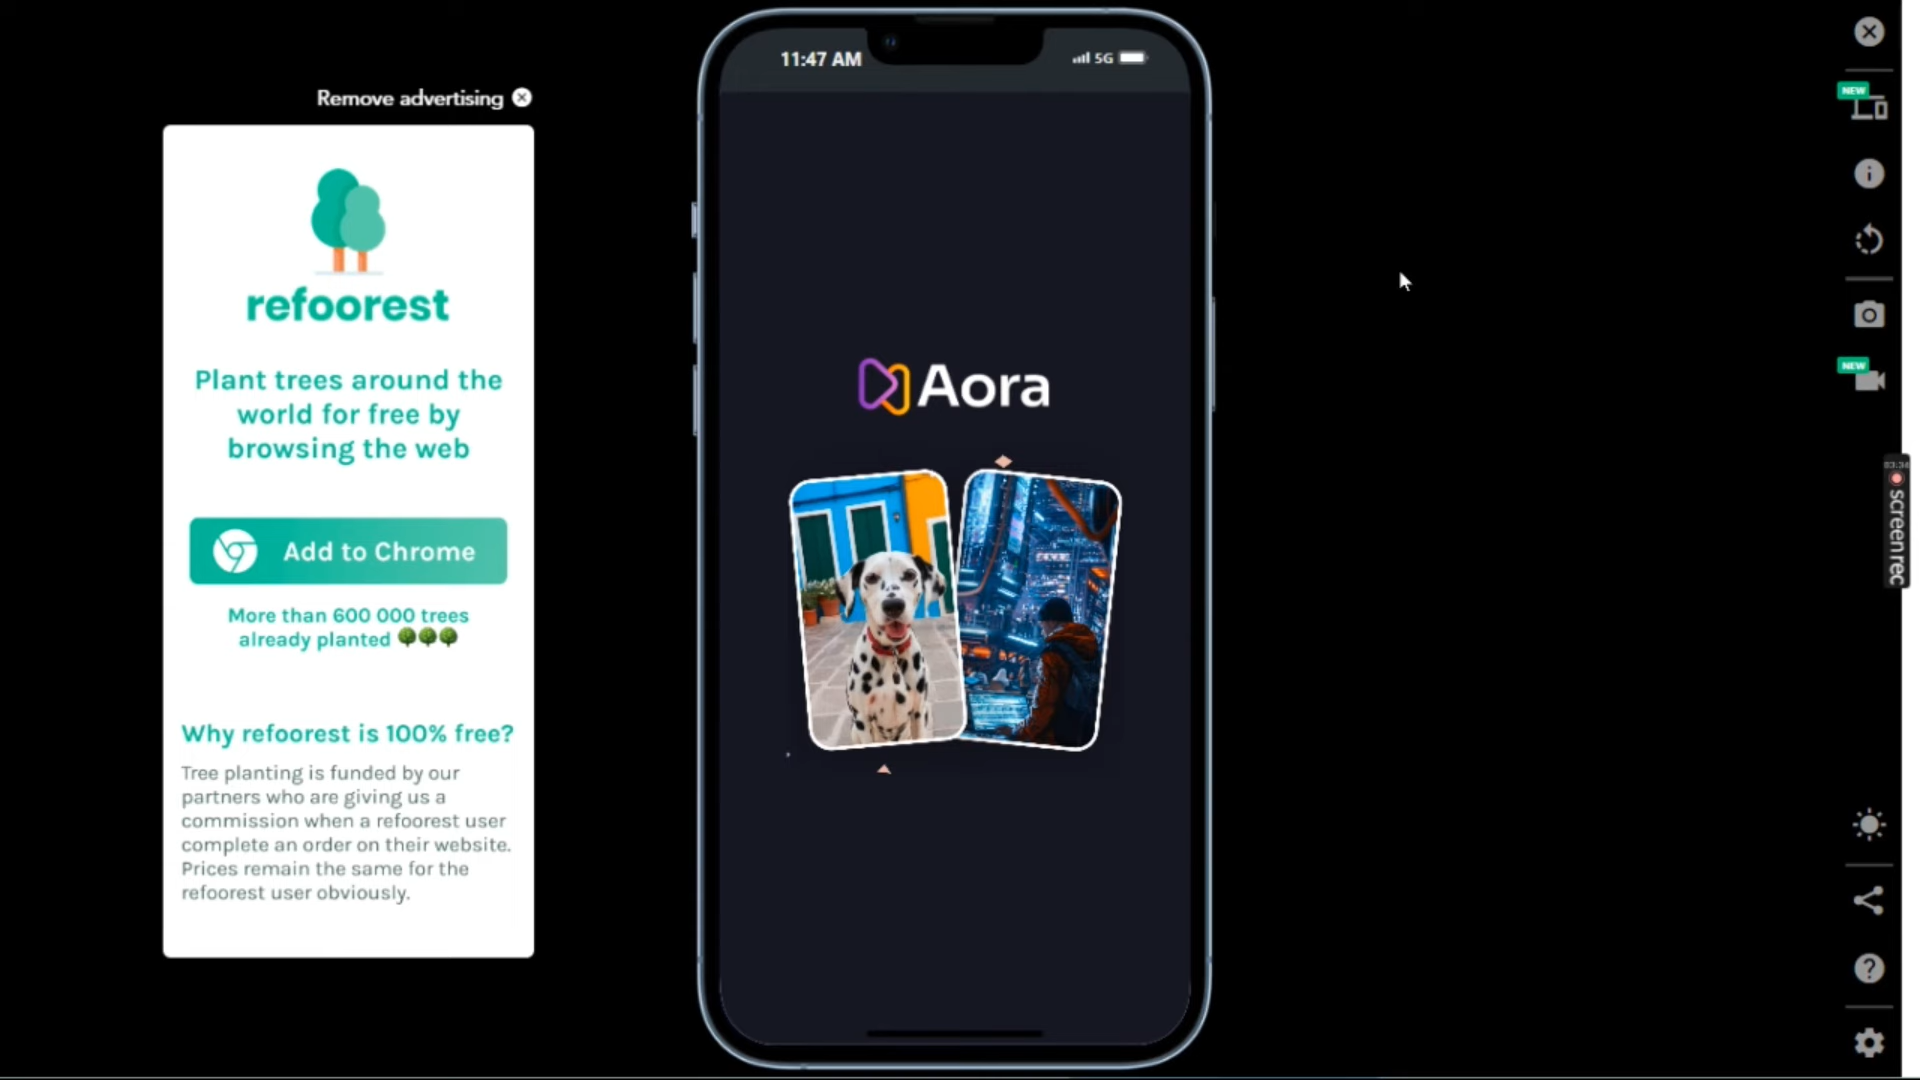 Remove advertising
refoorest
Plant trees around the
world for free by
browsing the web
Add to Chrome
More than 600 000 trees
already planted
Why refoorest is 100% free?
Tree planting is funded by our
partners who are giving us a
commission when a refoorest user
complete an order on their website.
Prices remain the same for the
refoorest user obviously.
11:47 AM
5G
Aora
NEW
NEW
screen rec